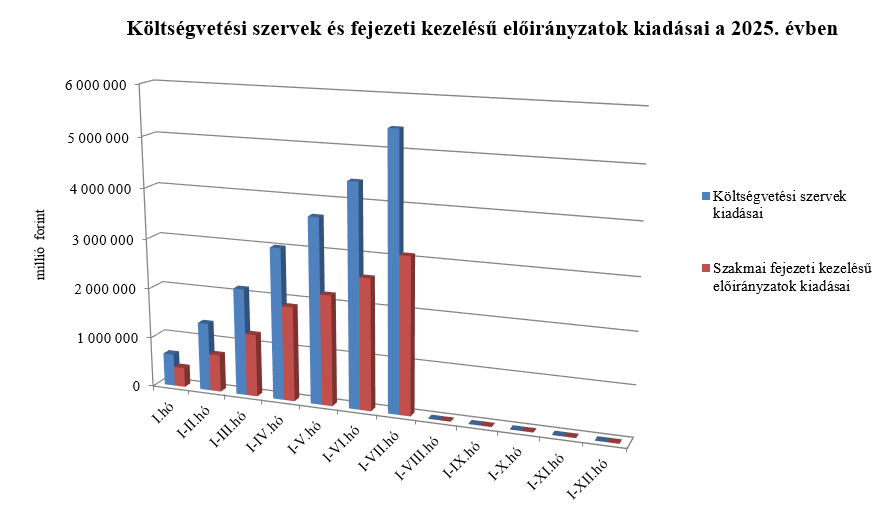 Költségvetési szervek és fejezeti kezelésű előirányzatok kiadásai a 2025. évben
6 000 000
5 000 000
4 000 000
3 000 000
2 000 000
1 000 000
0
millió forint
I.hó
I-II.hó
I-III.hó
I-IV.hó
I-V.hó
I-VI.hó
I-VII.hó
I-VIII.hó
I-IX.hó
I-X.hó
I-XI.hó
I-XII.hó
Költségvetési szervek
kiadásai
Szakmai fejezeti kezelésű
előirányzatok kiadásai